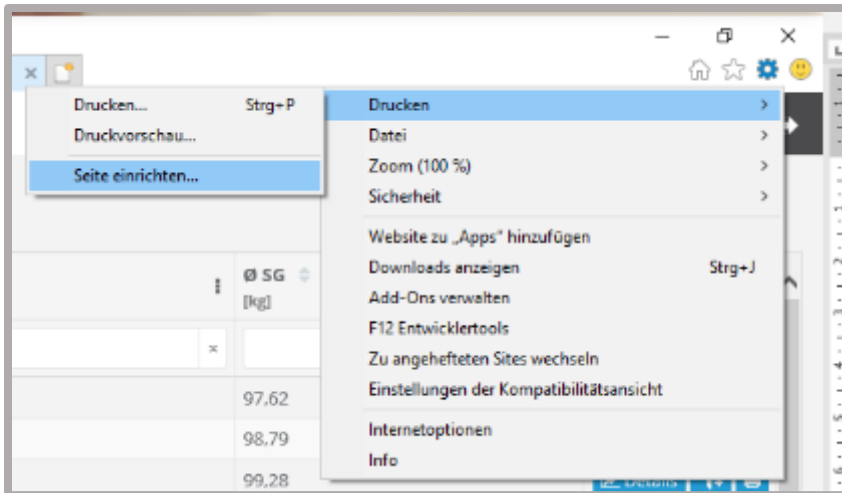 Drucken... Strg+P
Druckvorschau...
Seite einrichten...
Drucken
Datei
Zoom (100 %)
Sicherheit
Website zu „Apps" hinzufügen
Downloads anzeigen Strg+J
Add-Ons verwalten
F12 Entwicklertools
Zu angehefteten Sites wechseln
Einstellungen der Kompatibilitätsansicht
Internetoptionen
Info
Ø SG
[kg]
97,62
98,79
99,28
Details